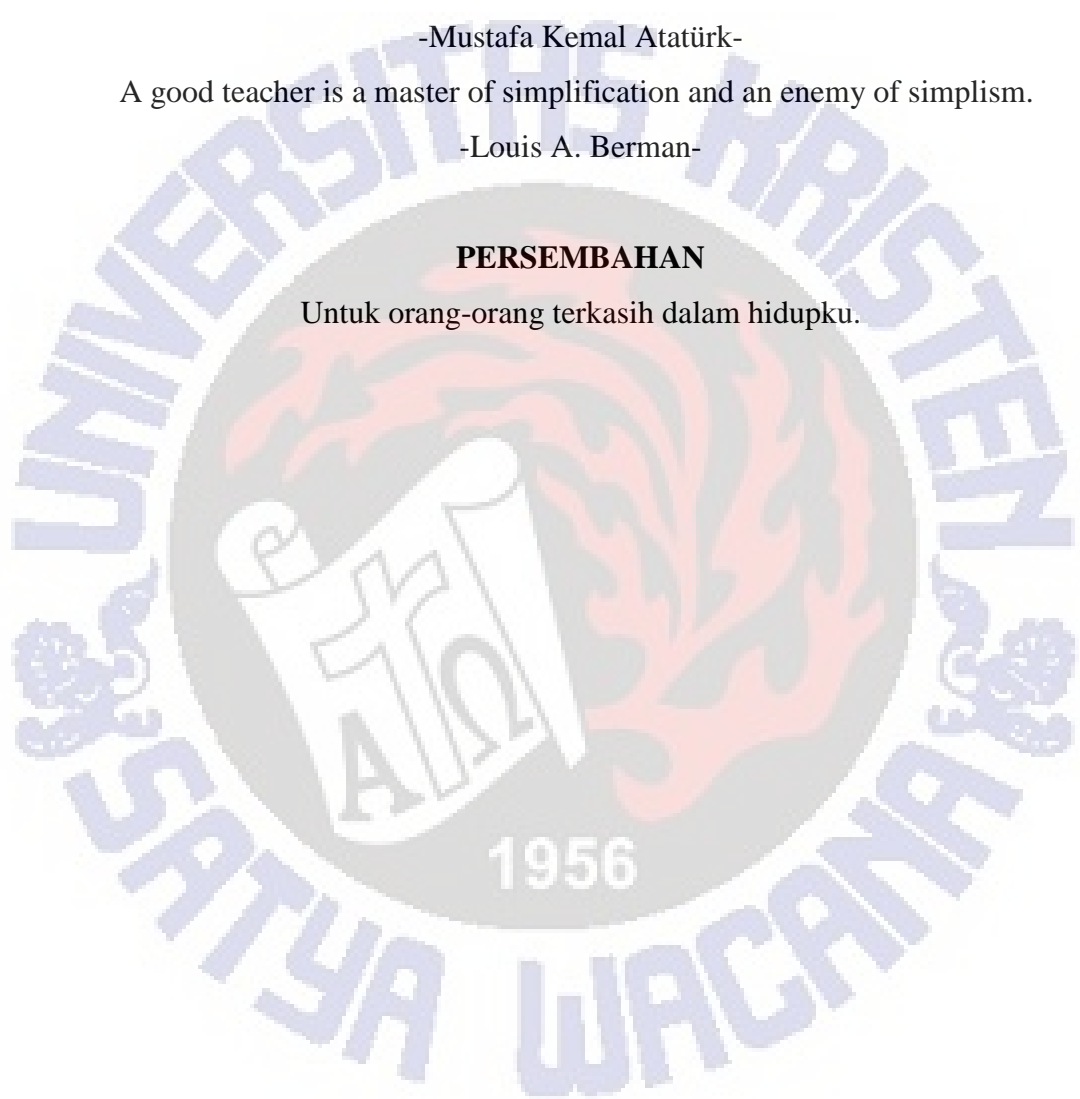 -Mustafa Kemal Atatürk-
A good teacher is a master of simplification and an enemy of simplism.
-Louis A. Berman-
PERSEMBAHAN
Untuk orang-orang terkasih dalam hidupku.
UNIVERSITAS KRISTEN
SATYA WACANA
Α Ω
1956